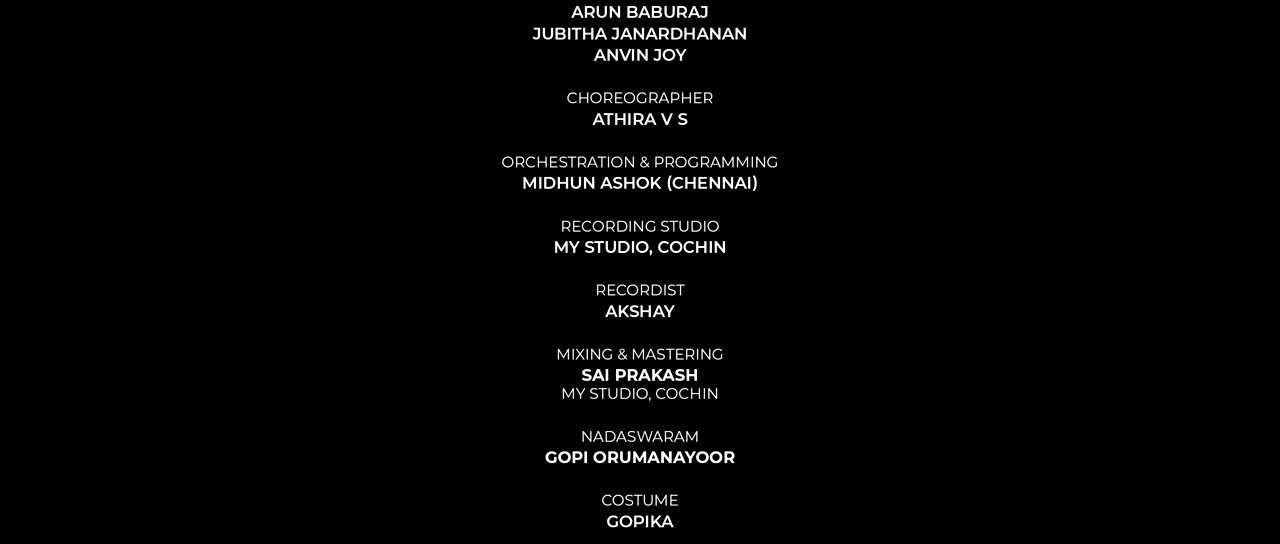 ARUN BABURAJ
JUBITHA JANARDHANAN
ANVIN JOY
CHOREOGRAPHER
ATHIRA V S
ORCHESTRATION & PROGRAMMING
MIDHUN ASHOK (CHENNAI)
RECORDING STUDIO
MY STUDIO, COCHIN
RECORDIST
AKSHAY
MIXING & MASTERING
SAI PRAKASH
MY STUDIO, COCHIN
NADASWARAM
GOPI ORUMANAYOOR
COSTUME
GOPIKA